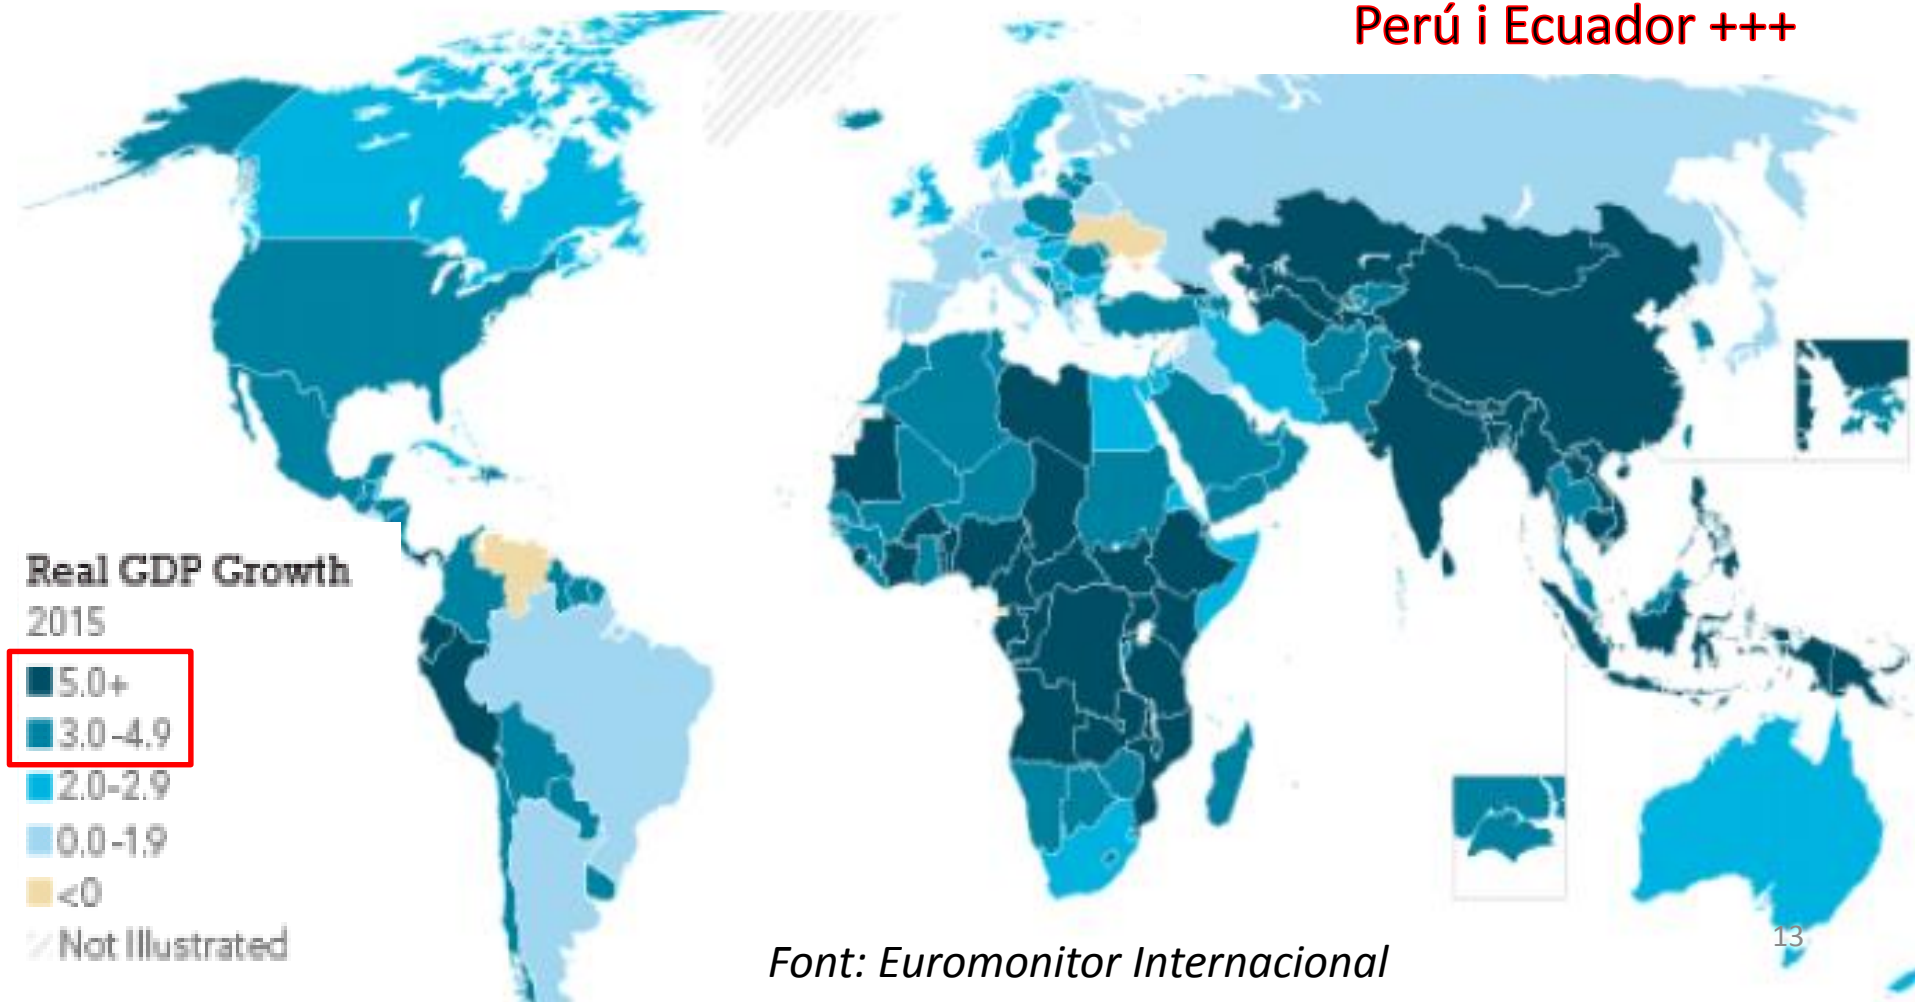 Perú i Ecuador +++
Real GDP Growth
2015
5.0+
3.0-4.9
2.0-2.9
0.0-1.9
<0
Not Illustrated
Font: Euromonitor Internacional
13